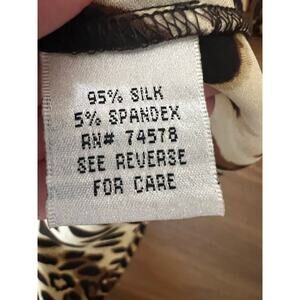 95% SILK
5% SPANDEX
RN# 74578
SEE REVERSE
FOR CARE